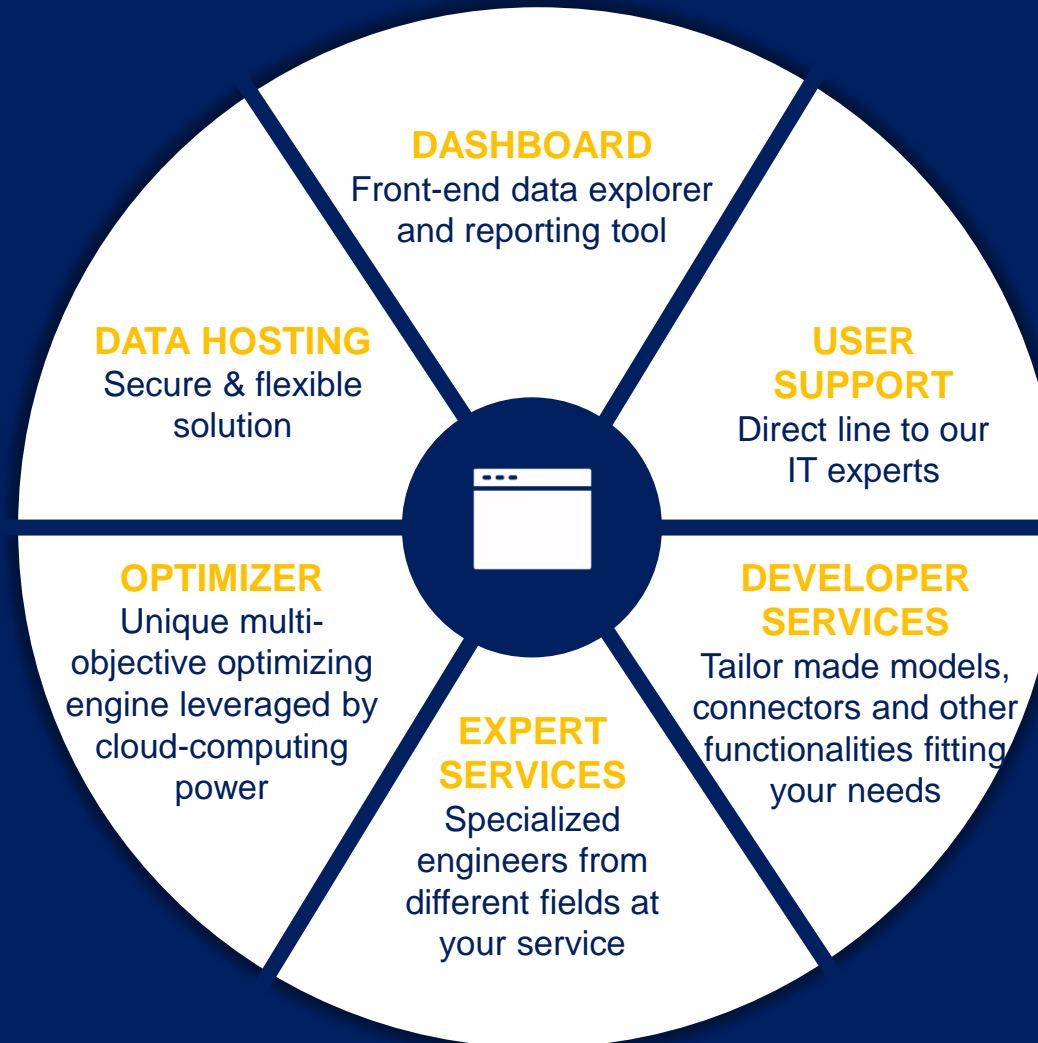 DASHBOARD
Front-end data explorer
and reporting tool
DATA HOSTING
Secure & flexible
solution
USER
SUPPORT
Direct line to our
IT experts
OPTIMIZER
Unique multi-
objective optimizing
engine leveraged by
cloud-computing
power
DEVELOPER
SERVICES
Tailor made models,
connectors and other
functionalities fitting
your needs
EXPERT
SERVICES
Specialized
engineers from
different fields at
your service